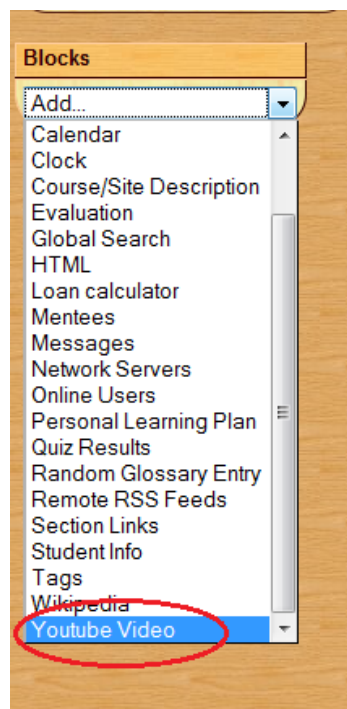 Blocks
Add...
Calendar
Clock
Course/Site Description
Evaluation
Global Search
HTML
Loan calculator
Mentees
Messages
Network Servers
Online Users
Personal Learning Plan
Quiz Results
Random Glossary Entry
Remote RSS Feeds
Section Links
Student Info
Tags
Wikipedia
Youtube Video